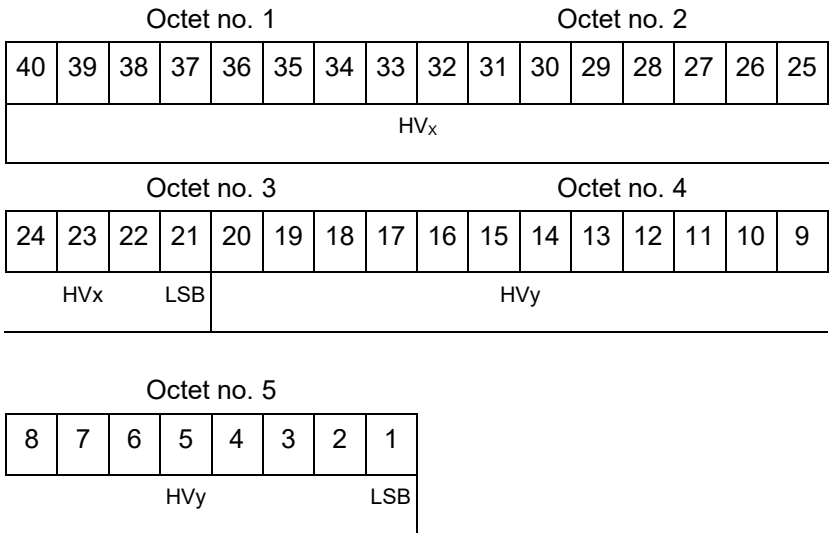 Octet no. 1 Octet no. 2
40 39 38 37 36 35 34 33 32 31 30 29 28 27 26 25
HVx
Octet no. 3 Octet no. 4
24 23 22 21 20 19 18 17 16 15 14 13 12 11 10 9
HVx LSB HVy
Octet no. 5
8 7 6 5 4 3 2 1
HVy LSB